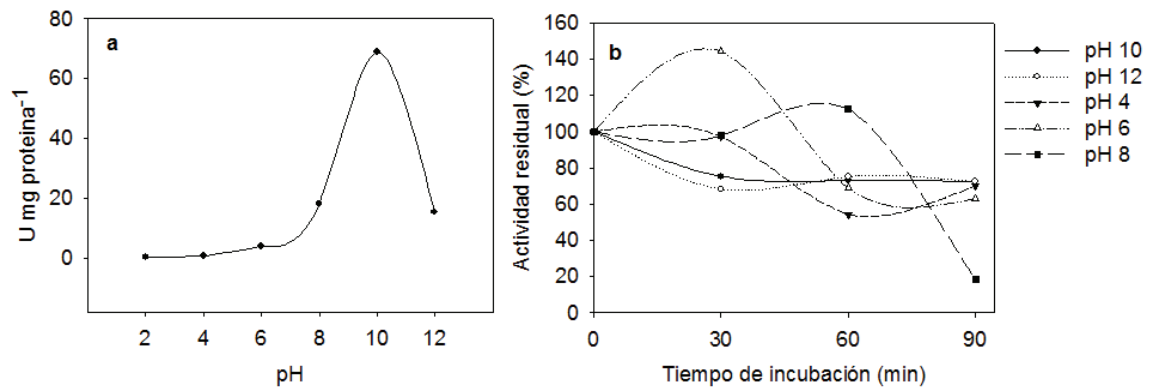 a
U mg proteina-1
80
60
40
20
0
2 4 6 8 10 12
pH
b
Actividad residual (%)
160
140
120
100
80
60
40
20
0
0 30 60 90
Tiempo de incubación (min)
pH 10
pH 12
pH 4
pH 6
pH 8